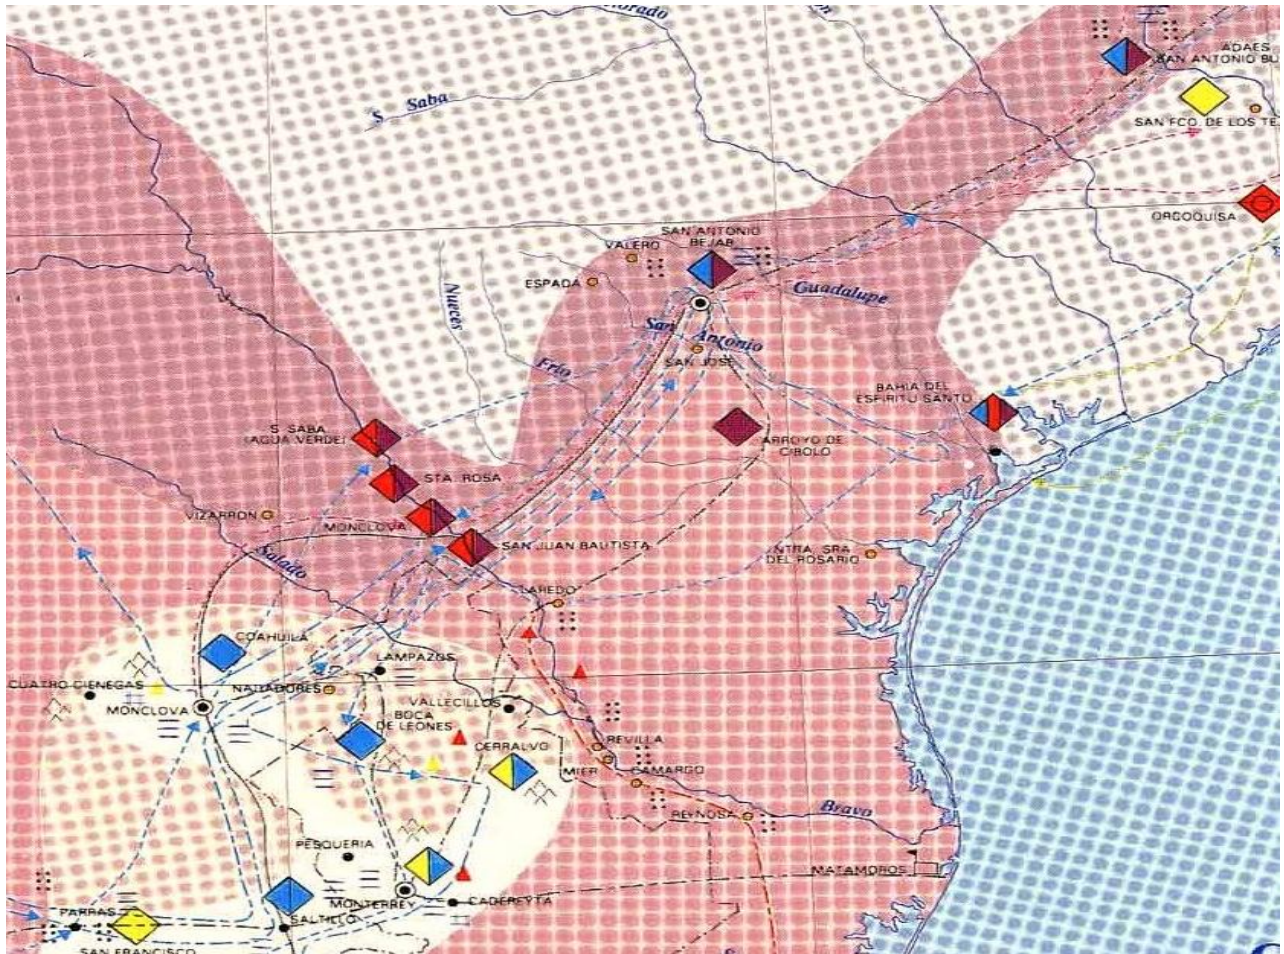 S. Saba
ADAES
SAN ANTONIO BU
SAN FCO. DE LOS TE
ORCOQUISA
SAN ANTONIO
BEJAR
VALERO
ESPADA
Guadalupe
Nueces
San Antonio
SAN JOSE
Frio
BAHIA DEL
ESPIRITU SANTO
S. SABA
(AGUA VERDE)
ARROYO DE
CIBOLO
STA. ROSA
VIZARRON
MONCLOVA
SAN JUAN BAUTISTA
NTRA. SRA.
DEL ROSARIO
Salado
LAREDO
COAHUILA
LAMPAZOS
CUATRO CIENEGAS
NADADORES
MONCLOVA
VALLECILLOS
BOCA
DE LEONES
CERRALVO
REVILLA
MIER
CAMARGO
REYNOSA
Bravo
PESQUERIA
MATAMOROS
MONTERREY
CADEREYTA
PARRAS
SALTILLO
SAN FRANCISCO